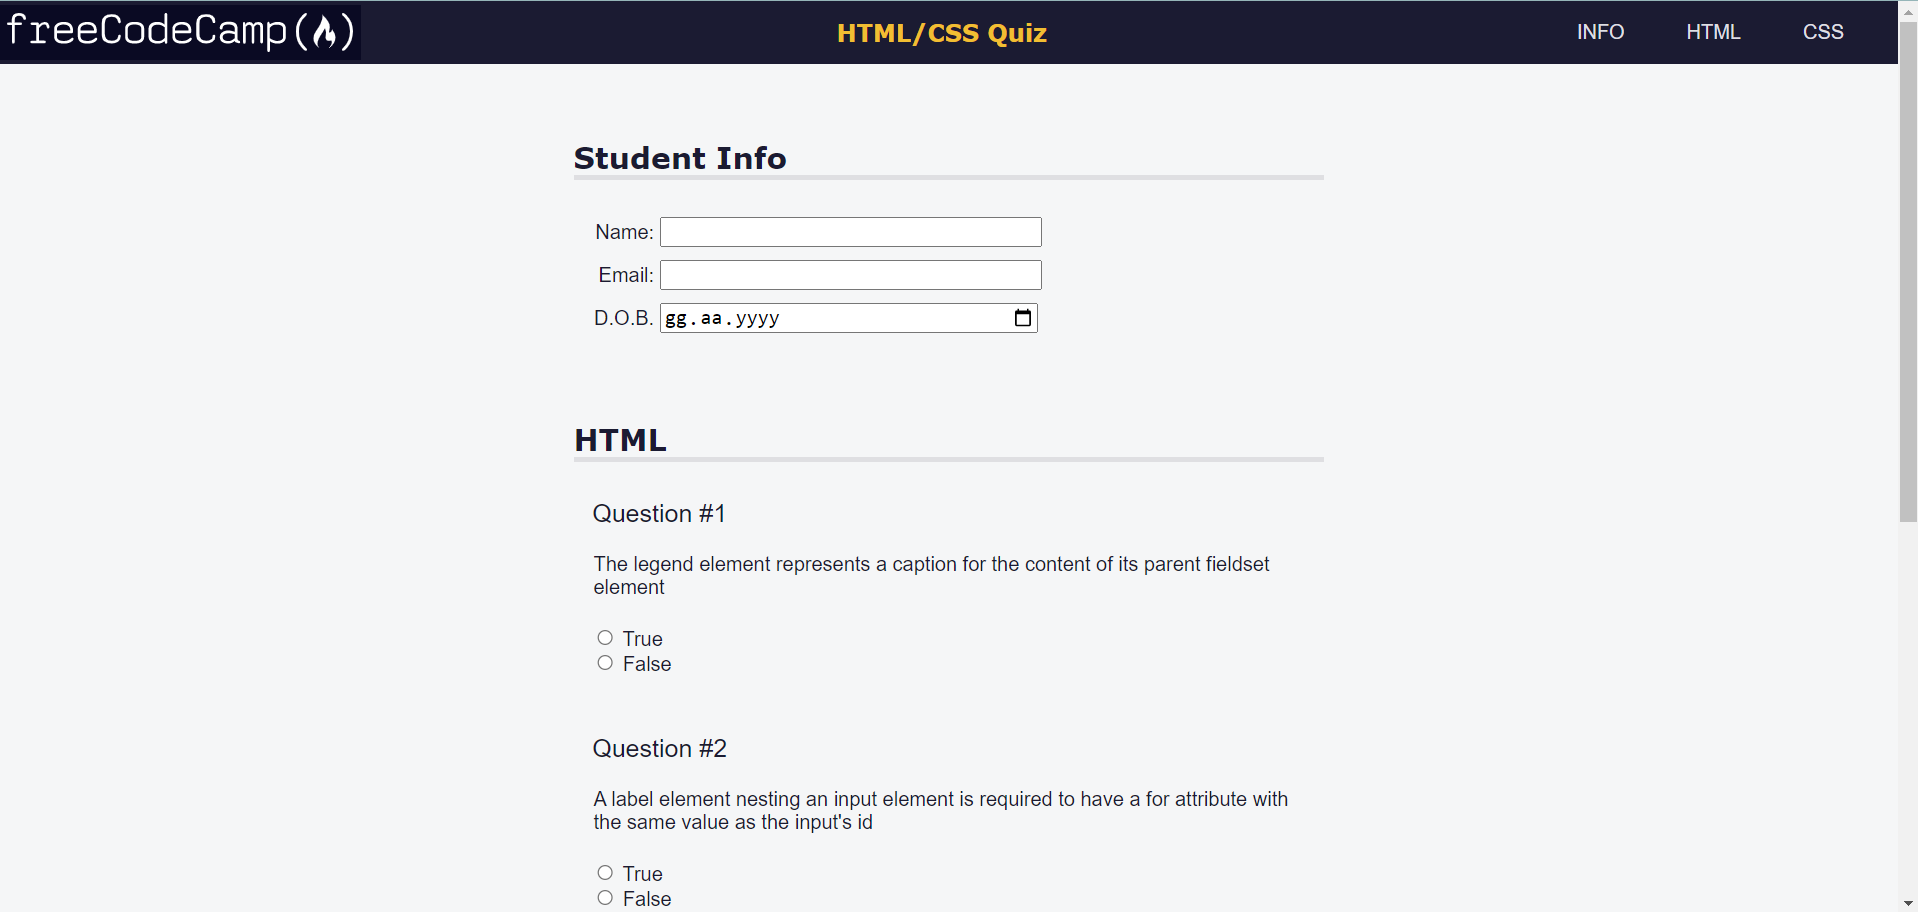 freeCodeCamp(🔥)
HTML/CSS Quiz
INFO
HTML
CSS
Student Info
Name:
Email:
D.O.B. gg.aa.yyyy
HTML
Question #1
The legend element represents a caption for the content of its parent fieldset
element
True
False
Question #2
A label element nesting an input element is required to have a for attribute with
the same value as the input's id
True
False